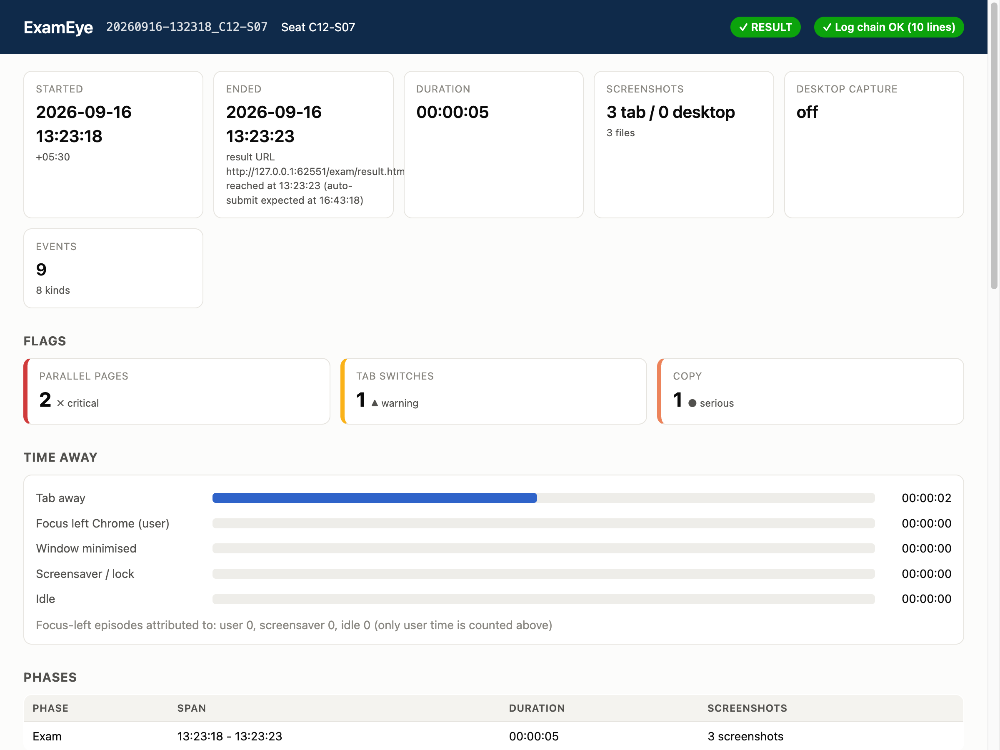 ExamEye 20260916-132318_C12-S07 Seat C12-S07 ✓ RESULT ✓ Log chain OK (10 lines)
STARTED
2026-09-16
13:23:18
+05:30
ENDED
2026-09-16
13:23:23
result URL
http://127.0.0.1:62551/exam/result.htm
reached at 13:23:23 (auto-
submit expected at 16:43:18)
DURATION
00:00:05
SCREENSHOTS
3 tab / 0 desktop
3 files
DESKTOP CAPTURE
off
EVENTS
9
8 kinds
FLAGS
PARALLEL PAGES
2 × critical
TAB SWITCHES
1 ▲ warning
COPY
1 ● serious
TIME AWAY
Tab away 00:00:02
Focus left Chrome (user) 00:00:00
Window minimised 00:00:00
Screensaver / lock 00:00:00
Idle 00:00:00
Focus-left episodes attributed to: user 0, screensaver 0, idle 0 (only user time is counted above)
PHASES
PHASE SPAN DURATION SCREENSHOTS
Exam 13:23:18 - 13:23:23 00:00:05 3 screenshots